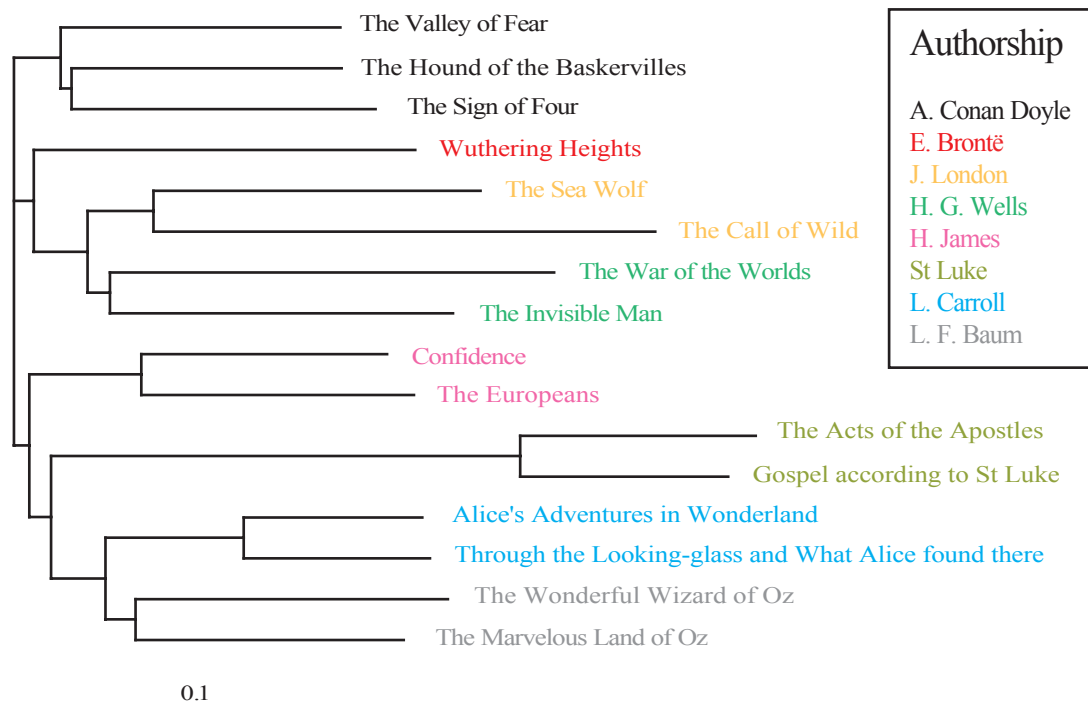 The Valley of Fear
The Hound of the Baskervilles
The Sign of Four
Wuthering Heights
The Sea Wolf
The Call of Wild
The War of the Worlds
The Invisible Man
Confidence
The Europeans
The Acts of the Apostles
Gospel according to St Luke
Alice's Adventures in Wonderland
Through the Looking-glass and What Alice found there
The Wonderful Wizard of Oz
The Marvelous Land of Oz
0.1
Authorship
A. Conan Doyle
E. Brontë
J. London
H. G. Wells
H. James
St Luke
L. Carroll
L. F. Baum